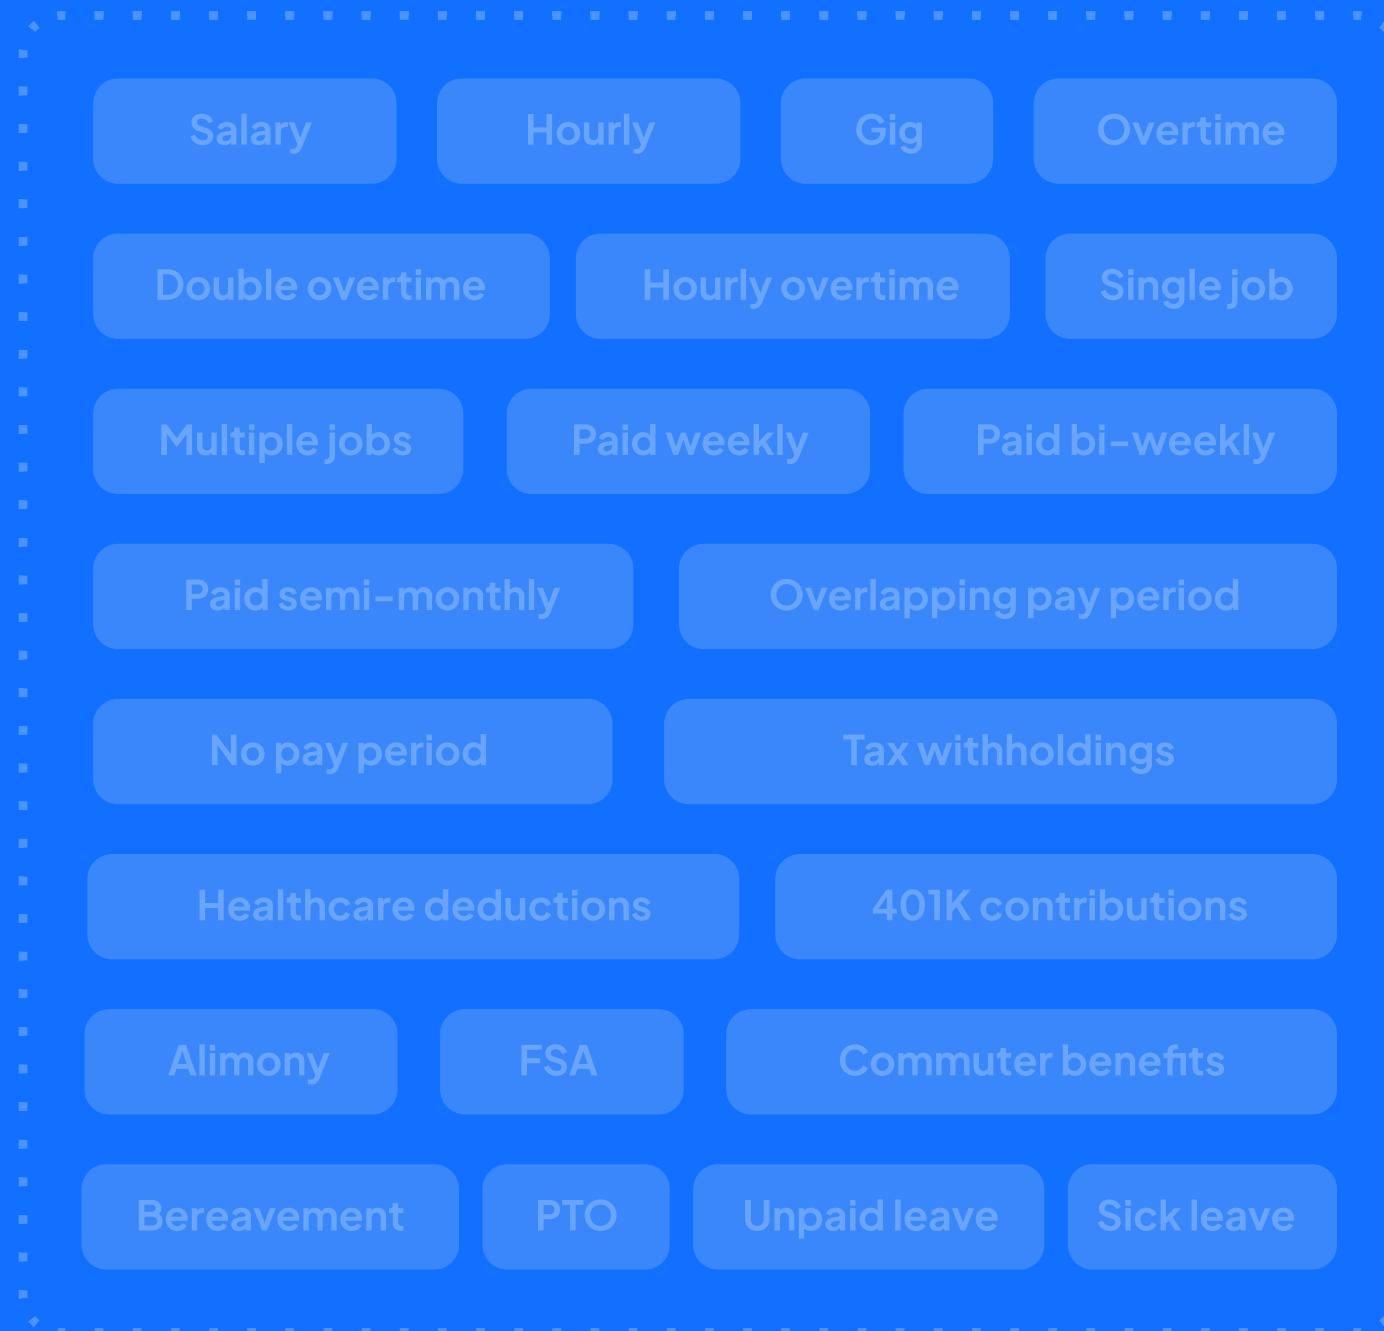 Salary Hourly Gig Overtime
Double overtime Hourly overtime Single job
Multiple jobs Paid weekly Paid bi-weekly
Paid semi-monthly Overlapping pay period
No pay period Tax withholdings
Healthcare deductions 401K contributions
Alimony FSA Commuter benefits
Bereavement PTO Unpaid leave Sick leave